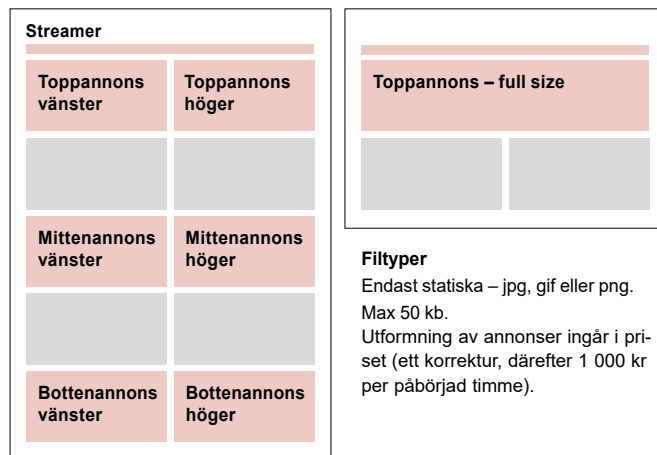 Streamer
Toppannons
vänster
Toppannons
höger
Mittenannons
vänster
Mittenannons
höger
Bottenannons
vänster
Bottenannons
höger
Toppannons – full size
Filtyper
Endast statiska – jpg, gif eller png.
Max 50 kb.
Utformning av annonser ingår i pri-
set (ett korrektur, därefter 1 000 kr
per påbörjad timme).